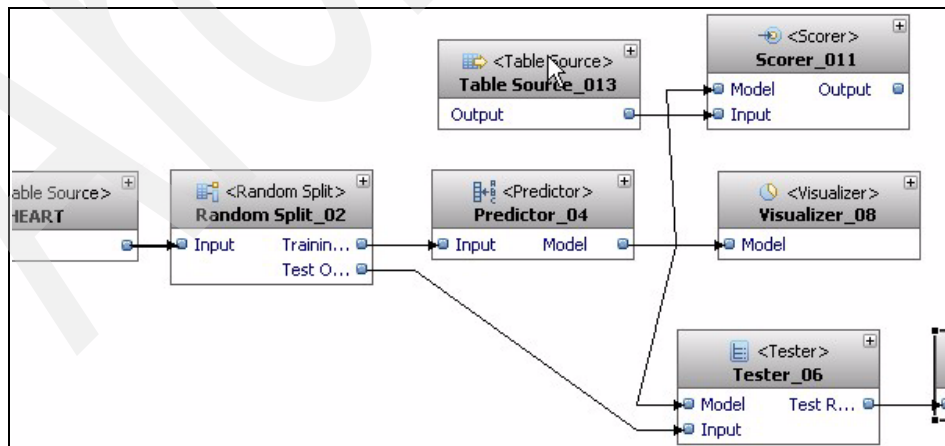 <Scorer>
Scorer_011
Model Output
Input
<Table Source>
Table Source_013
Output
able Source>
HEART
<Random Split>
Random Split_02
Input Trainin...
Test O...
<Predictor>
Predictor_04
Input Model
<Visualizer>
Visualizer_08
Model
<Tester>
Tester_06
Model Test R...
Input